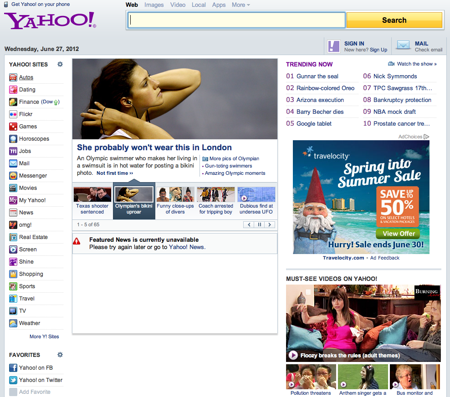 Get Yahoo! on your phone
YAHOO!
Web Images Video Local Apps More
Search
Wednesday, June 27, 2012
SIGN IN
New here? Sign Up
MAIL
Check email
YAHOO! SITES
Autos
Dating
Finance (Dow
Flickr
Games
Horoscopes
Jobs
Mail
Messenger
Movies
My Yahoo!
News
omg!
Real Estate
Screen
Shine
Shopping
Sports
Travel
TV
Weather
More Y! Sites
FAVORITES
Yahoo! on FB
Yahoo! on Twitter
Add Favorite
She probably won't wear this in London
An Olympic swimmer who makes her living in
a swimsuit is in hot water for posting a bikini
photo. Not first time »
More pics of Olympian
• Gun-toting swimmers
• Amazing Olympic moments
Texas shooter
sentenced
Olympian's bikini
uproar
Funny close-ups
of divers
Coach arrested
for tripping boy
Dubious find at
undersea UFO
1 - 5 of 65
Featured News is currently unavailable
Please try again later or go to Yahoo! News.
TRENDING NOW
Watch the show »
01 Gunnar the seal
02 Rainbow-colored Oreo
03 Arizona execution
04 Barry Becher dies
05 Google tablet
06 Nick Symmonds
07 TPC Sawgrass 17th...
08 Bankruptcy protection
09 NBA mock draft
10 Prostate cancer tre...
AdChoices
travelocity
Spring into
Summer Sale
SAVE UP TO
50%
View Offer
Hurry! Sale ends June 30!
Travelocity.com - Ad Feedback
MUST-SEE VIDEOS ON YAHOO!
BURNING
Floozy breaks the rules (adult themes)
Pollution threatens
Anthem singer gets a
Bus monitor and